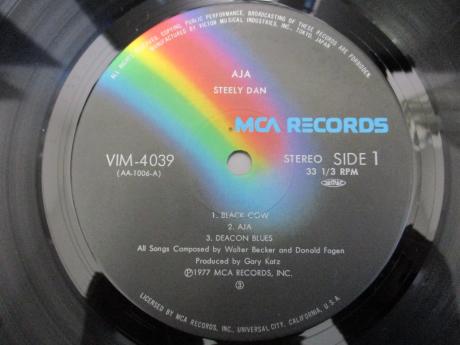 ALL RIGHTS RESERVED. COPYING, PUBLIC PERFORMANCE, BROADCASTING OF THESE RECORDS ARE FORBIDDEN.
MANUFACTURED BY VICTOR MUSICAL INDUSTRIES, INC., TOKYO, JAPAN
AJA
STEELY DAN
MCA RECORDS
VIM-4039
(AA-1006-A)
STEREO SIDE 1
33 1/3 RPM
1. BLACK COW
2. AJA
3. DEACON BLUES
All Songs Composed by Walter Becker and Donald Fagen
Produced by Gary Katz
Ⓟ1977 MCA RECORDS, INC.
Ⓢ
LICENSED BY MCA RECORDS, INC., UNIVERSAL CITY, CALIFORNIA, U.S.A.